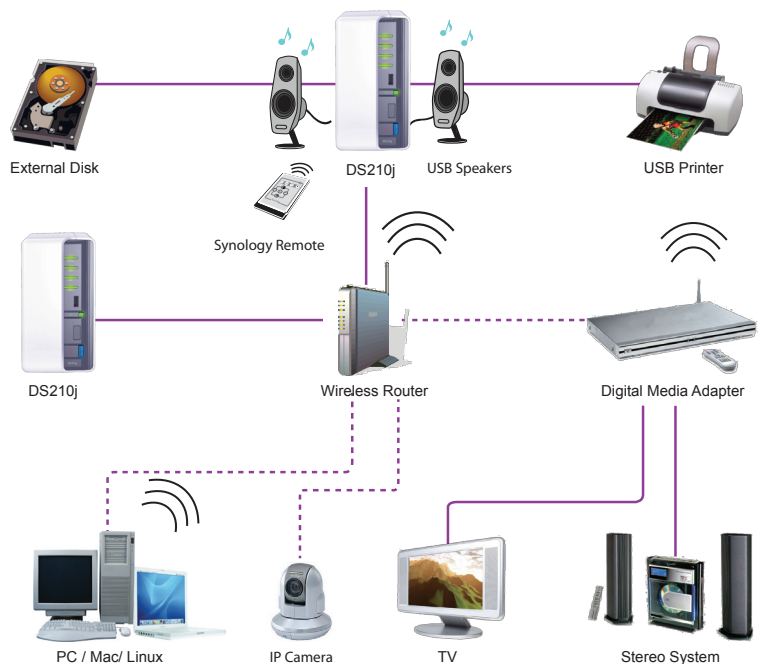 External Disk
DS210j
USB Speakers
USB Printer
Synology Remote
DS210j
Wireless Router
Digital Media Adapter
PC / Mac/ Linux
IP Camera
TV
Stereo System